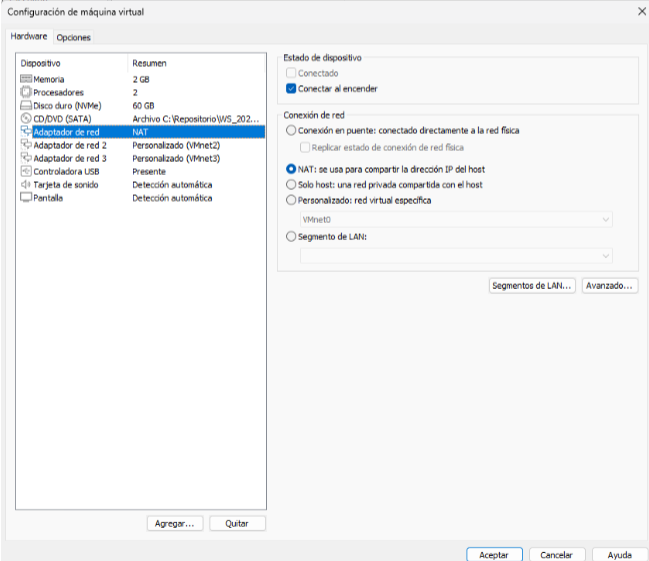 Configuración de máquina virtual
Hardware Opciones
Dispositivo Resumen
Memoria 2 GB
Procesadores 2
Disco duro (NVMe) 60 GB
CD/DVD (SATA) Archivo C:\Repositorio\WS_202...
Adaptador de red NAT
Adaptador de red 2 Personalizado (VMnet2)
Adaptador de red 3 Personalizado (VMnet3)
Controladora USB Presente
Tarjeta de sonido Detección automática
Pantalla Detección automática
Agregar... Quitar
Estado de dispositivo
Conectado
Conectar al encender
Conexión de red
Conexión en puente: conectado directamente a la red física
Replicar estado de conexión de red física
NAT: se usa para compartir la dirección IP del host
Solo host: una red privada compartida con el host
Personalizado: red virtual específica
VMnet0
Segmento de LAN:
Segmentos de LAN... Avanzado...
Aceptar Cancelar Ayuda